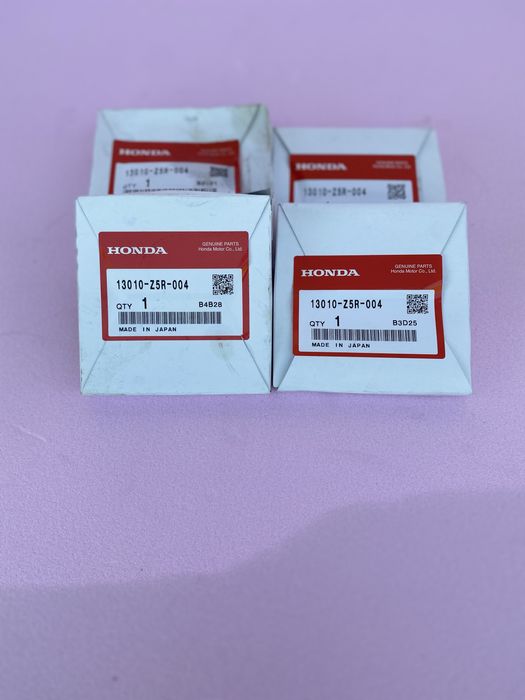 HONDA
13010-Z5R-004
QTY 1
HONDA
13010-Z5R-004
HONDA
GENUINE PARTS
Honda Motor Co., Ltd.
13010-Z5R-004
QTY 1 B4B28
MADE IN JAPAN
HONDA
GENUINE PARTS
Honda Motor Co., Ltd.
13010-Z5R-004
QTY 1 B3D25
MADE IN JAPAN